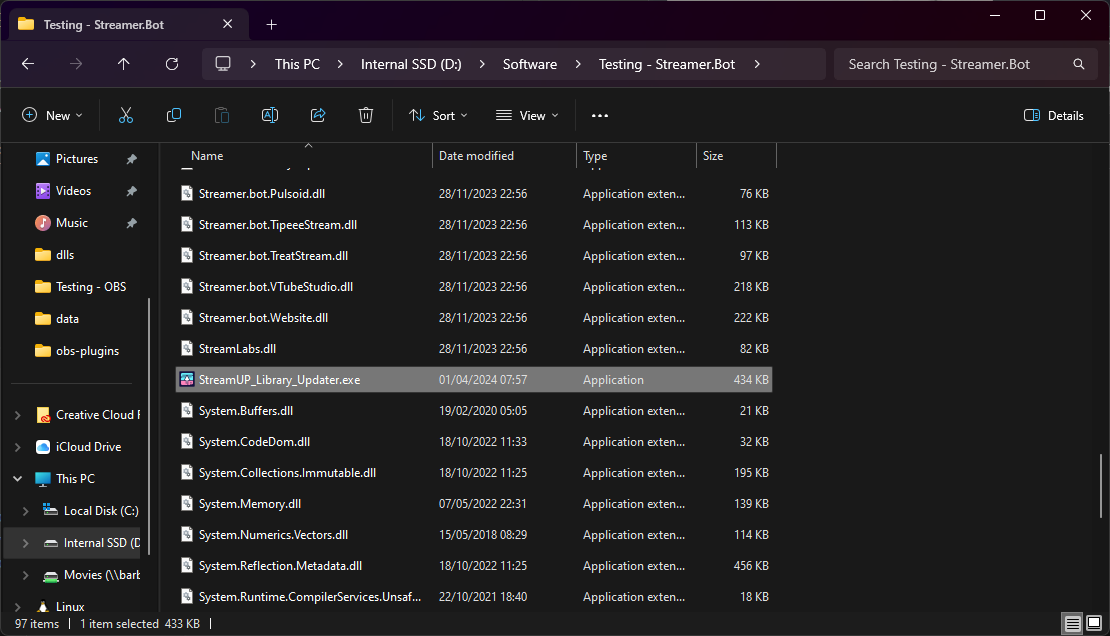 Testing - Streamer.Bot
This PC
Internal SSD (D:)
Software
Testing - Streamer.Bot
Search Testing - Streamer.Bot
New
Sort
View
Details
Pictures
Videos
Music
dlls
Testing - OBS
data
obs-plugins
Creative Cloud F
iCloud Drive
This PC
Local Disk (C:)
Internal SSD (D
Movies (\\barb
Linux
Name Date modified Type Size
Streamer.bot.Pulsoid.dll 28/11/2023 22:56 Application exten... 76 KB
Streamer.bot.TipeeeStream.dll 28/11/2023 22:56 Application exten... 113 KB
Streamer.bot.TreatStream.dll 28/11/2023 22:56 Application exten... 97 KB
Streamer.bot.VTubeStudio.dll 28/11/2023 22:56 Application exten... 218 KB
Streamer.bot.Website.dll 28/11/2023 22:56 Application exten... 222 KB
StreamLabs.dll 28/11/2023 22:56 Application exten... 82 KB
StreamUP_Library_Updater.exe 01/04/2024 07:57 Application 434 KB
System.Buffers.dll 19/02/2020 05:05 Application exten... 21 KB
System.CodeDom.dll 18/10/2022 11:33 Application exten... 32 KB
System.Collections.Immutable.dll 18/10/2022 11:25 Application exten... 195 KB
System.Memory.dll 07/05/2022 22:31 Application exten... 139 KB
System.Numerics.Vectors.dll 15/05/2018 08:29 Application exten... 114 KB
System.Reflection.Metadata.dll 18/10/2022 11:25 Application exten... 456 KB
System.Runtime.CompilerServices.Unsaf... 22/10/2021 18:40 Application exten... 18 KB
97 items | 1 item selected 433 KB |